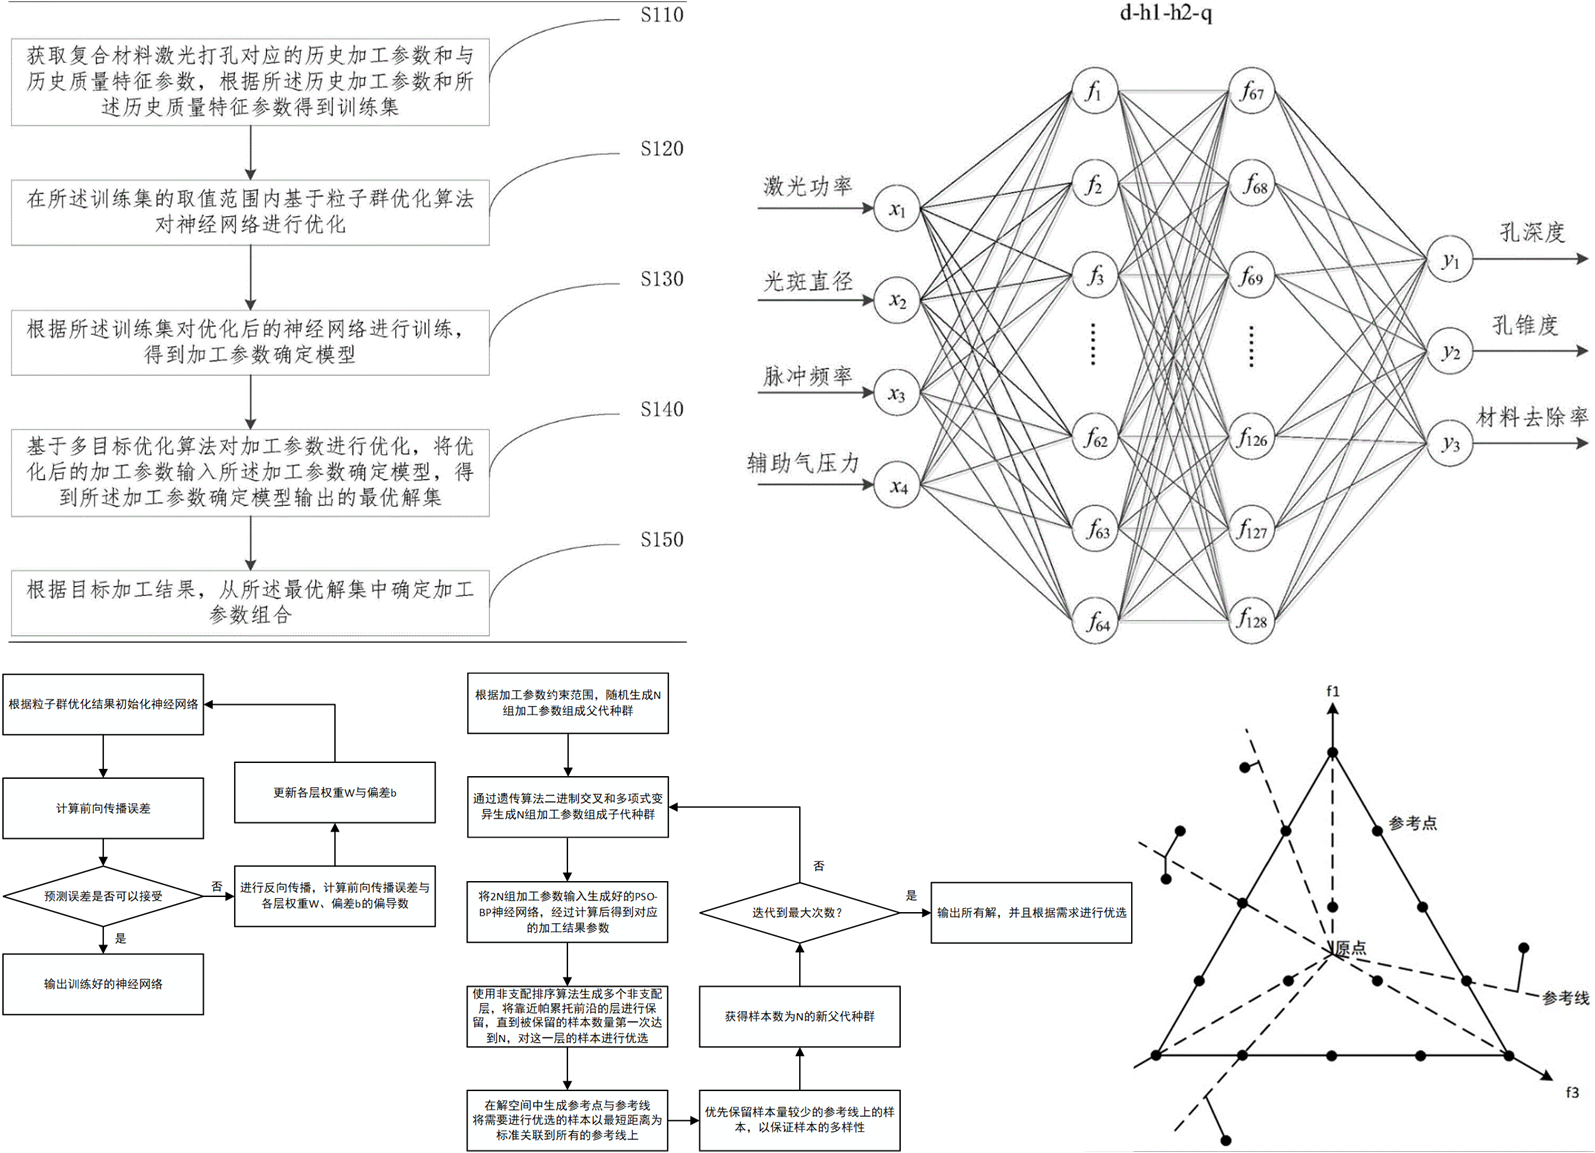 S110
获取复合材料激光打孔对应的历史加工参数和与
历史质量特征参数，根据所述历史加工参数和所
述历史质量特征参数得到训练集
S120
在所述训练集的取值范围内基于粒子群优化算法
对神经网络进行优化
S130
根据所述训练集对优化后的神经网络进行训练，
得到加工参数确定模型
S140
基于多目标优化算法对加工参数进行优化，将优
化后的加工参数输入所述加工参数确定模型，得
到所述加工参数确定模型输出的最优解集
S150
根据目标加工结果，从所述最优解集中确定加工
参数组合
d-h1-h2-q
激光功率
光斑直径
脉冲频率
辅助气压力
x1
x2
x3
x4
f1
f2
f3
f62
f63
f64
f67
f68
f69
f126
f127
f128
y1
y2
y3
孔深度
孔锥度
材料去除率
根据粒子群优化结果初始化神经网络
计算前向传播误差
预测误差是否可以接受
否
是
输出训练好的神经网络
进行反向传播，计算前向传播误差与
各层权重W、偏差b的偏导数
更新各层权重W与偏差b
根据加工参数约束范围，随机生成N
组加工参数组成父代种群
通过遗传算法二进制交叉和多项式变
异生成N组加工参数组成子代种群
将2N组加工参数输入生成好的PSO-
BP神经网络，经过计算后得到对应
的加工结果参数
使用非支配排序算法生成多个非支配
层，将靠近帕累托前沿的层进行保
留，直到被保留的样本数量第一次达
到N，对这一层的样本进行优选
在解空间中生成参考点与参考线
将需要进行优选的样本以最短距离为
标准关联到所有的参考线上
优先保留样本量较少的参考线上的样
本，以保证样本的多样性
获得样本数为N的新父代种群
迭代到最大次数？
否
是
输出所有解，并且根据需求进行优选
f1
参考点
原点
参考线
f3